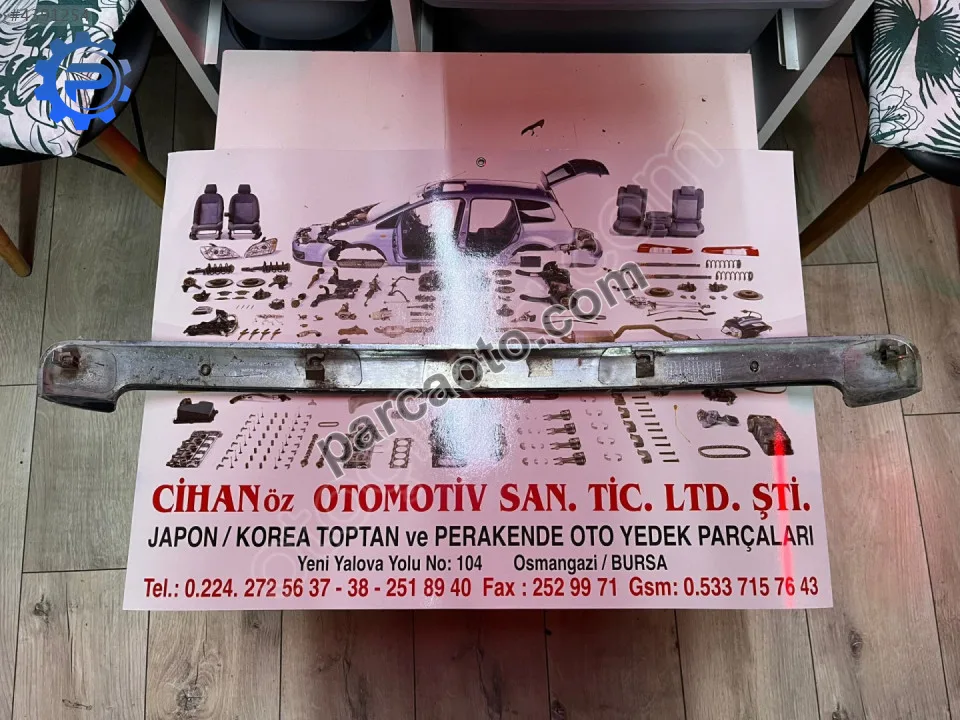 parcaoto.com
CİHANöz OTOMOTİV SAN. TİC. LTD. ŞTİ.
JAPON / KOREA TOPTAN ve PERAKENDE OTO YEDEK PARÇALARI
Yeni Yalova Yolu No: 104 Osmangazi / BURSA
Tel.: 0.224. 272 56 37 - 38 - 251 89 40 Fax : 252 99 71 Gsm: 0.533 715 76 43